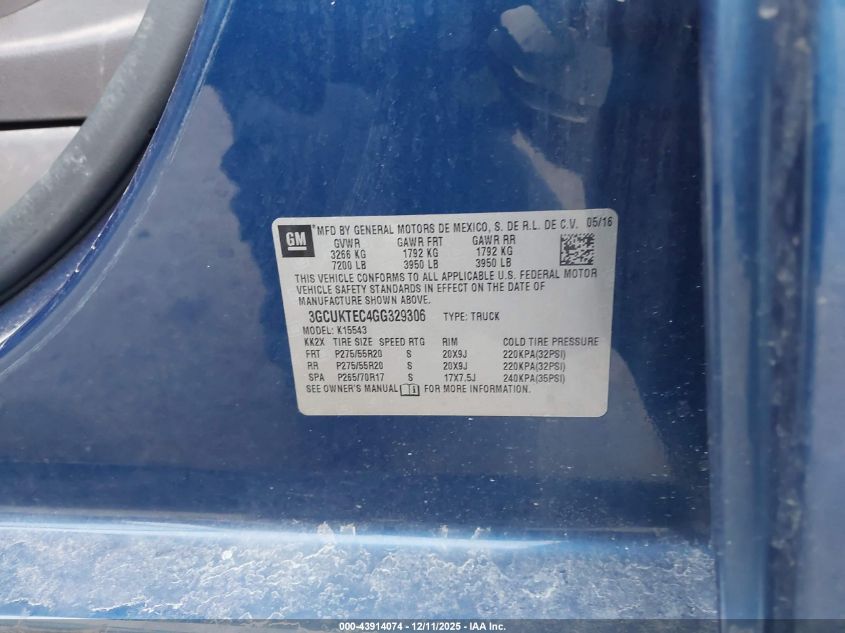 GM
MFD BY GENERAL MOTORS DE MEXICO, S. DE R.L. DE C.V. 05/16
GVWR GAWR FRT GAWR RR
3266 KG 1792 KG 1792 KG
7200 LB 3950 LB 3950 LB
THIS VEHICLE CONFORMS TO ALL APPLICABLE U.S. FEDERAL MOTOR
VEHICLE SAFETY STANDARDS IN EFFECT ON THE DATE OF
MANUFACTURE SHOWN ABOVE.
3GCUKTEC4GG329306 TYPE: TRUCK
MODEL: K15543
KK2X TIRE SIZE SPEED RTG RIM COLD TIRE PRESSURE
FRT P275/55R20 S 20X9J 220KPA(32PSI)
RR P275/55R20 S 20X9J 220KPA(32PSI)
SPA P265/70R17 S 17X7.5J 240KPA(35PSI)
SEE OWNER'S MANUAL FOR MORE INFORMATION.
000-43914074 - 12/11/2025 - IAA Inc.